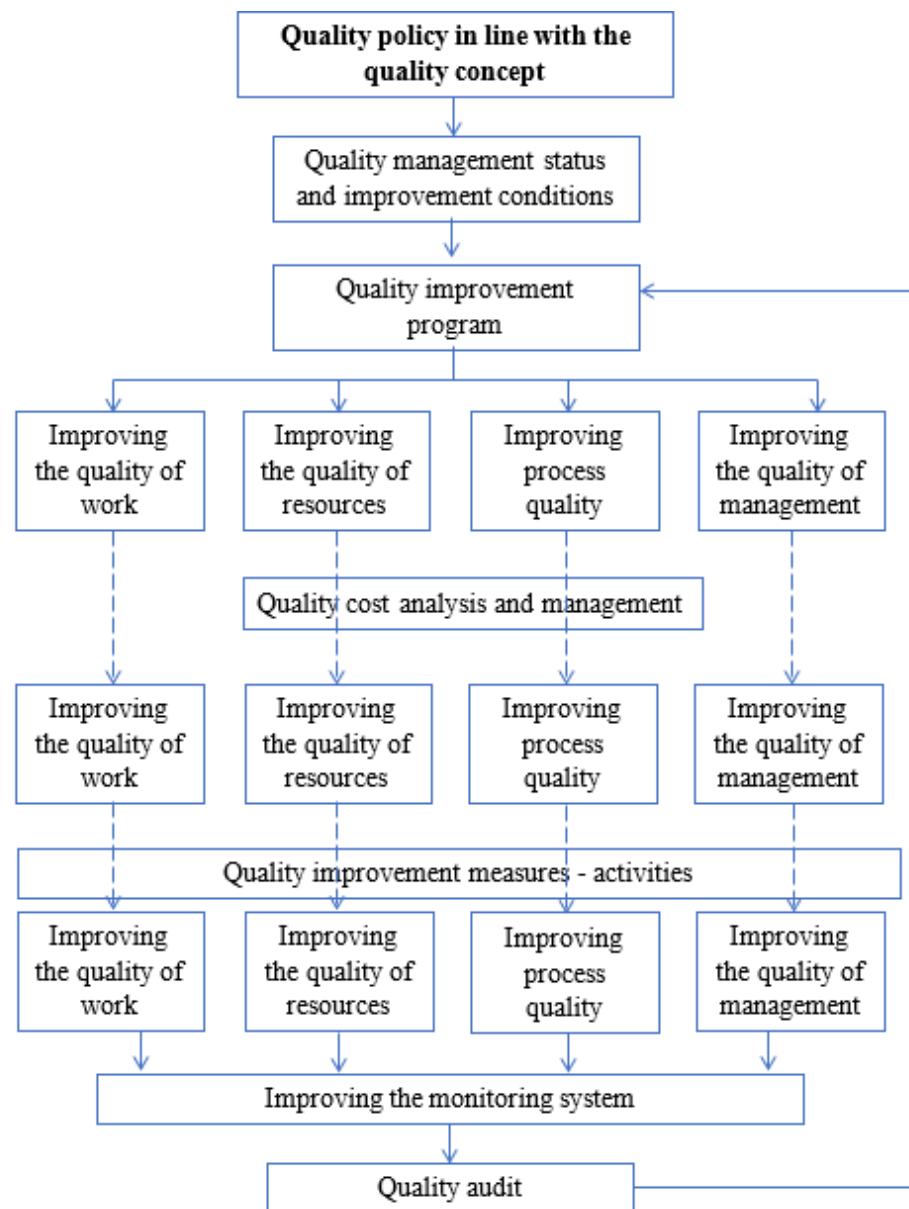 Quality policy in line with the
quality concept
Quality management status
and improvement conditions
Quality improvement
program
Improving
the quality of
work
Improving
the quality of
resources
Improving
process
quality
Improving
the quality of
management
Quality cost analysis and management
Improving
the quality of
work
Improving
the quality of
resources
Improving
process
quality
Improving
the quality of
management
Quality improvement measures - activities
Improving
the quality of
work
Improving
the quality of
resources
Improving
process
quality
Improving
the quality of
management
Improving the monitoring system
Quality audit